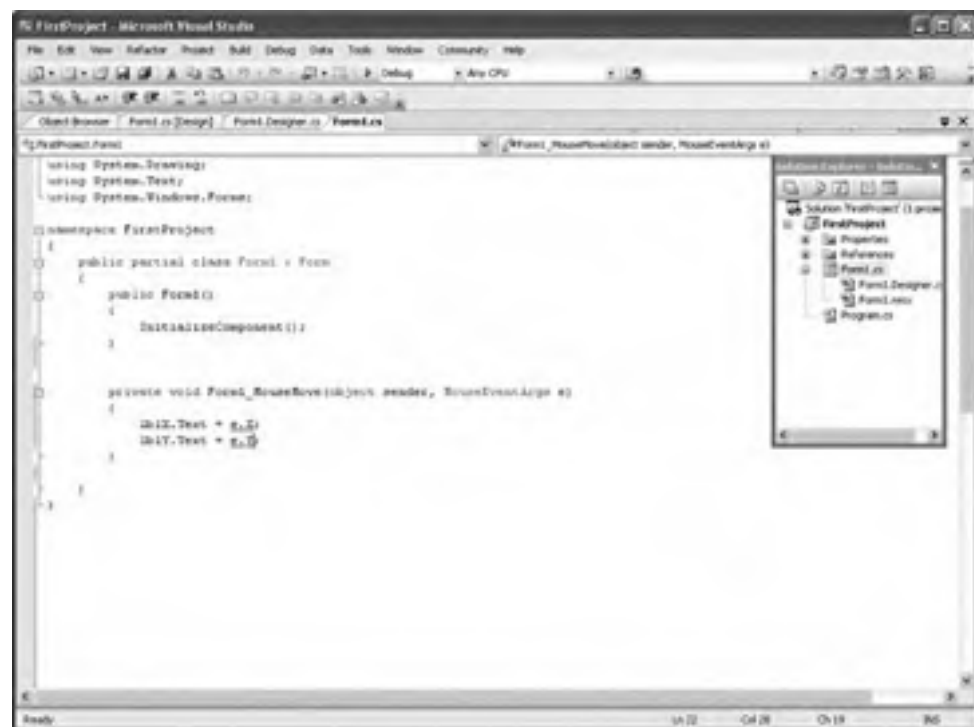 FirstProject - Microsoft Visual Studio
File Edit View Refactor Project Build Debug Data Tools Window Community Help
Debug Any CPU
Object Browser Form1.cs [Design] Form1.Designer.cs Form1.cs
FirstProject.Form1 Form1_MouseMove(object sender, MouseEventArgs e)
using System.Drawing;
using System.Text;
using System.Windows.Forms;
namespace FirstProject
{
public partial class Form1 : Form
{
public Form1()
{
InitializeComponent();
}
private void Form1_MouseMove(object sender, MouseEventArgs e)
{
lblX.Text = e.X;
lblY.Text = e.Y
}
}
}
Solution Explorer - Solutio...
Solution 'FirstProject' (1 projec
FirstProject
Properties
References
Form1.cs
Form1.Designer.c
Form1.resx
Program.cs
Ready Ln 22 Col 28 Ch 19 INS